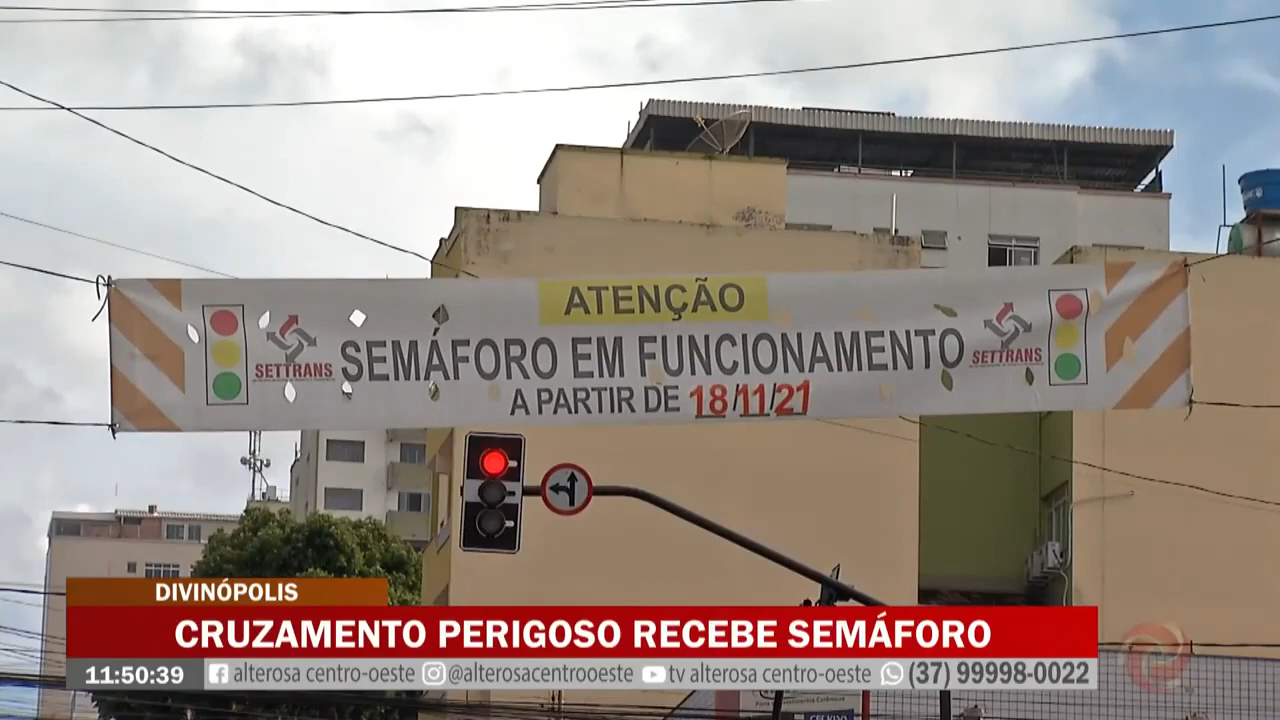 ATENÇÃO
SETTRANS
SEMÁFORO EM FUNCIONAMENTO
SETTRANS
A PARTIR DE 18/11/21
DIVINÓPOLIS
CRUZAMENTO PERIGOSO RECEBE SEMÁFORO
11:50:39 alterosa centro-oeste @alterosacentrooeste tv alterosa centro-oeste (37) 99998-0022